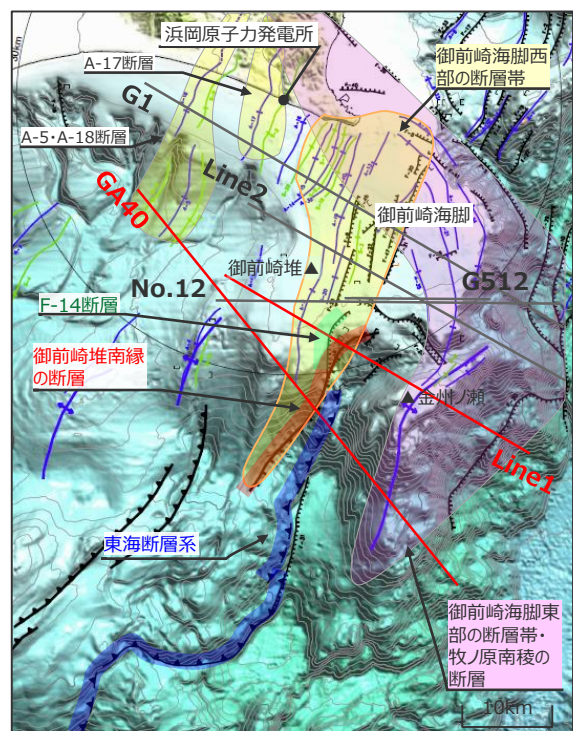 浜岡原子力発電所
30km
A-17断層
御前崎海脚西
部の断層帯
G1
A-5・A-18断層
Line2
GA40
御前崎海脚
御前崎堆
No.12
G512
F-14断層
御前崎堆南縁
の断層
金州ノ瀬
Line1
東海断層系
御前崎海脚東
部の断層帯・
牧ノ原南稜の
断層
10km